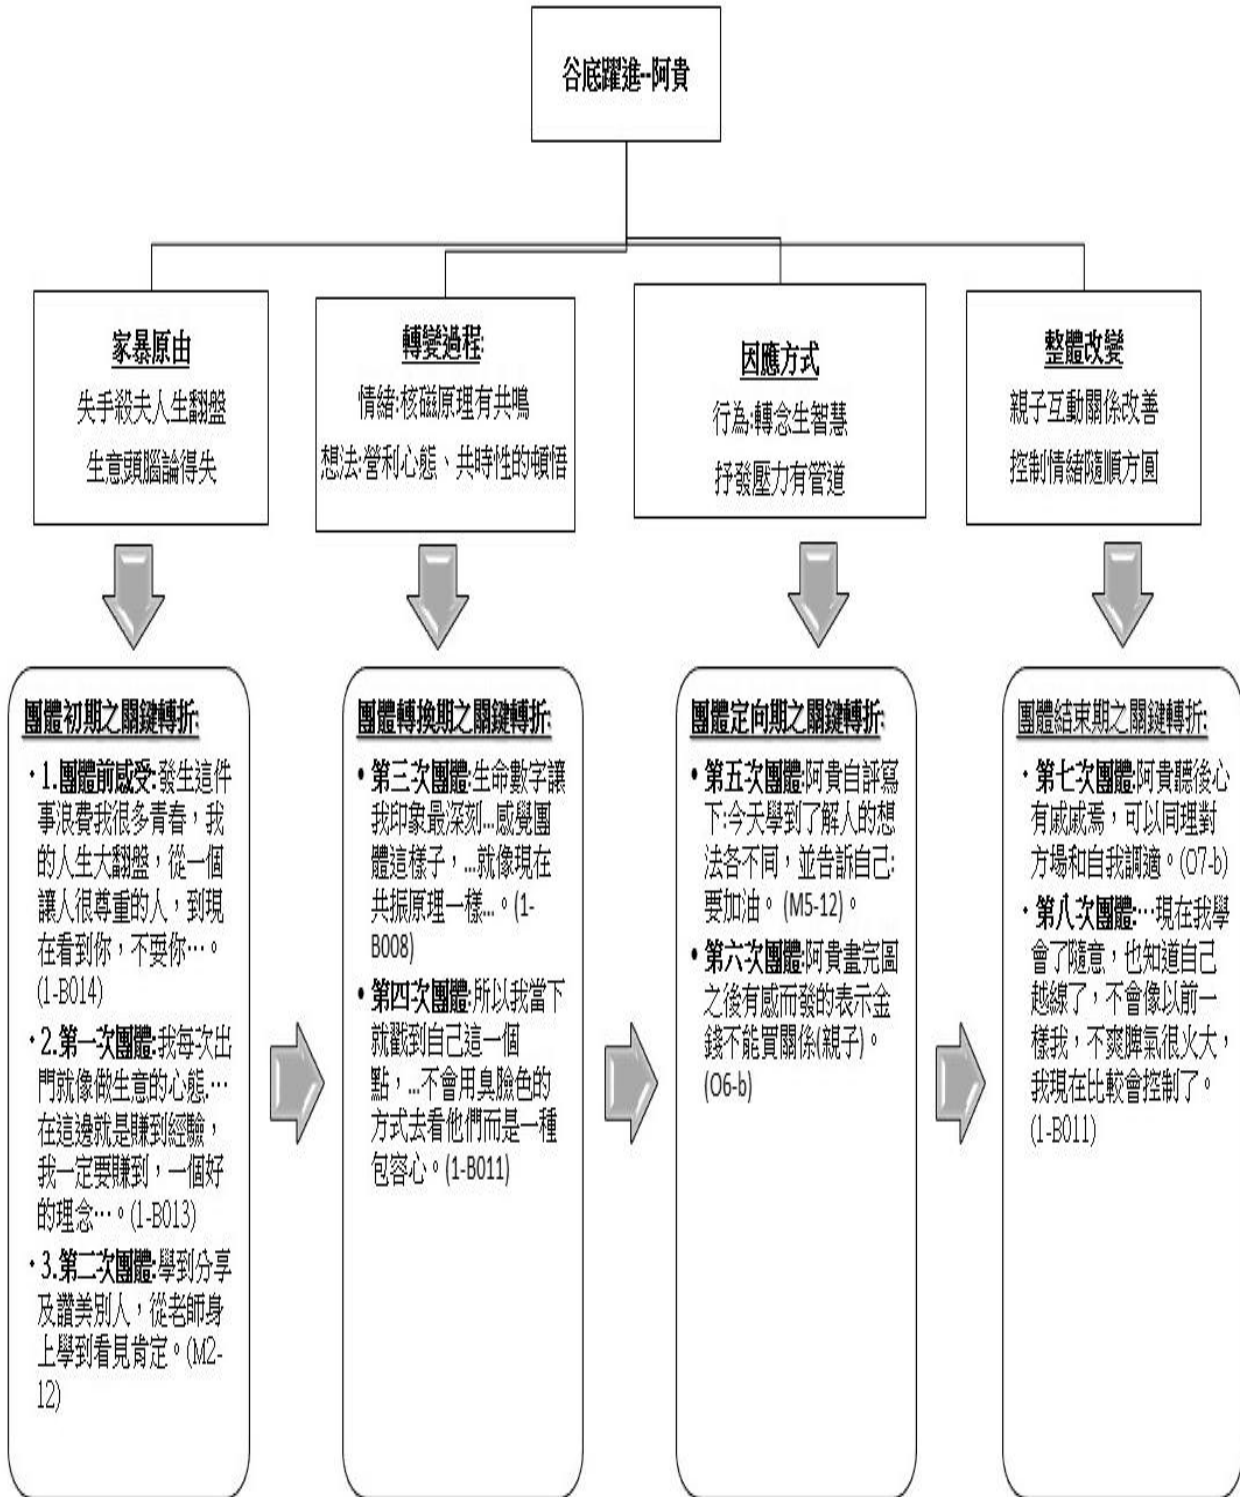 谷底躍進--阿貴
家暴原由
失手殺夫人生翻盤
生意頭腦論得失
轉變過程:
情緒:核磁原理有共鳴
想法:營利心態、共時性的頓悟
因應方式
行為:轉念生智慧
抒發壓力有管道
整體改變
親子互動關係改善
控制情緒隨順方圓
團體初期之關鍵轉折:
・1.團體前感受:發生這件
事浪費我很多青春，我
的人生大翻盤，從一個
讓人很尊重的人，到現
在看到你，不耍你…。
(1-B014)
・2.第一次團體:我每次出
門就像做生意的心態.…
在這邊就是賺到經驗，
我一定要賺到，一個好
的理念…。(1-B013)
・3.第二次團體:學到分享
及讚美別人，從老師身
上學到看見肯定。(M2-
12)
團體轉換期之關鍵轉折:
• 第三次團體:生命數字讓
我印象最深刻...感覺團
體這樣子，...就像現在
共振原理一樣...。(1-
B008)
• 第四次團體:所以我當下
就戳到自己這一個
點，...不會用臭臉色的
方式去看他們而是一種
包容心。(1-B011)
團體定向期之關鍵轉折:
• 第五次團體:阿貴自評寫
下:今天學到了解人的想
法各不同，並告訴自己:
要加油。(M5-12)。
• 第六次團體:阿貴畫完圖
之後有感而發的表示金
錢不能買關係(親子)。
(O6-b)
團體結束期之關鍵轉折:
・第七次團體:阿貴聽後心
有戚戚焉，可以同理對
方場和自我調適。(O7-b)
・第八次團體:…現在我學
會了隨意，也知道自己
越線了，不會像以前一
樣我，不爽脾氣很火大，
我現在比較會控制了。
(1-B011)